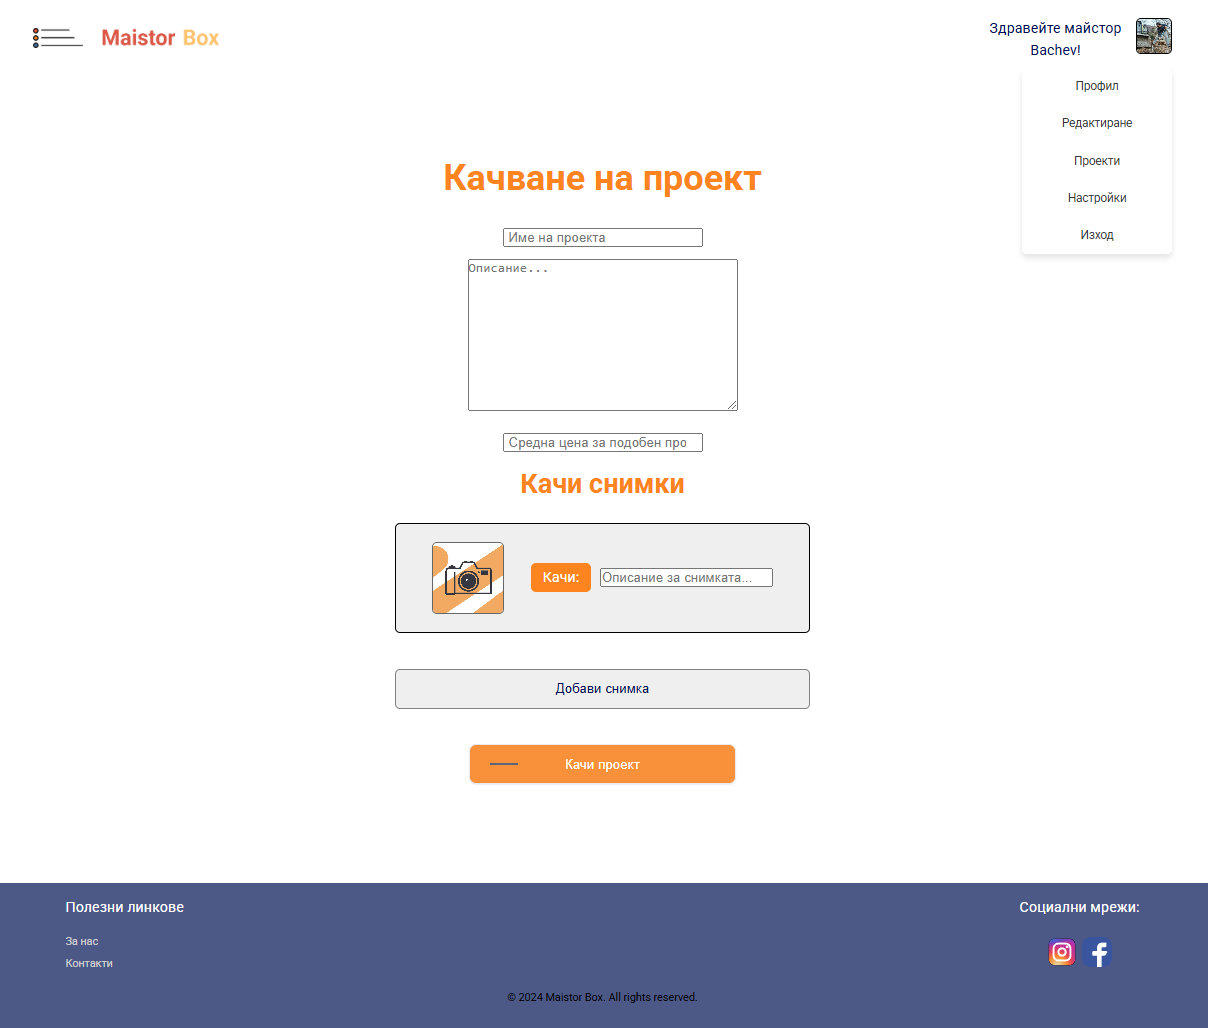 Maistor Box
Здравейте майстор
Bachev!
Профил
Редактиране
Проекти
Настройки
Изход
Качване на проект
Име на проекта
Описание...
Средна цена за подобен про
Качи снимки
Качи:
Описание за снимката...
Добави снимка
Качи проект
Полезни линкове
За нас
Контакти
Социални мрежи:
© 2024 Maistor Box. All rights reserved.